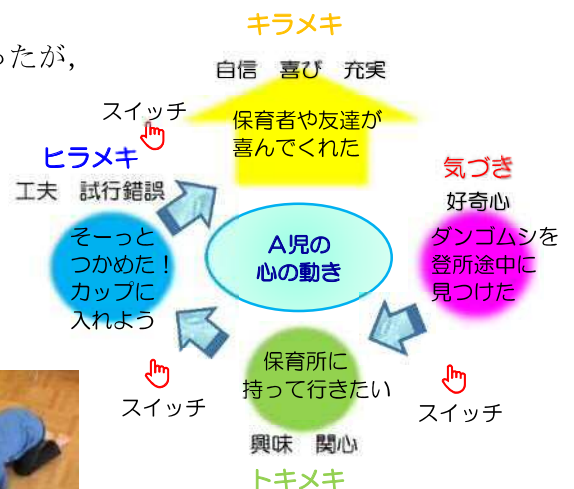 キラメキ
ったが，
自信　喜び　充実
スイッチ
保育者や友達が
喜んでくれた
ヒラメキ
工夫　試行錯誤
気づき
好奇心
そーっと
つかめた！
カップに
入れよう
A児の
心の動き
ダンゴムシを
登所途中に
見つけた
保育所に
持って行きたい
スイッチ
スイッチ
興味　関心
トキメキ